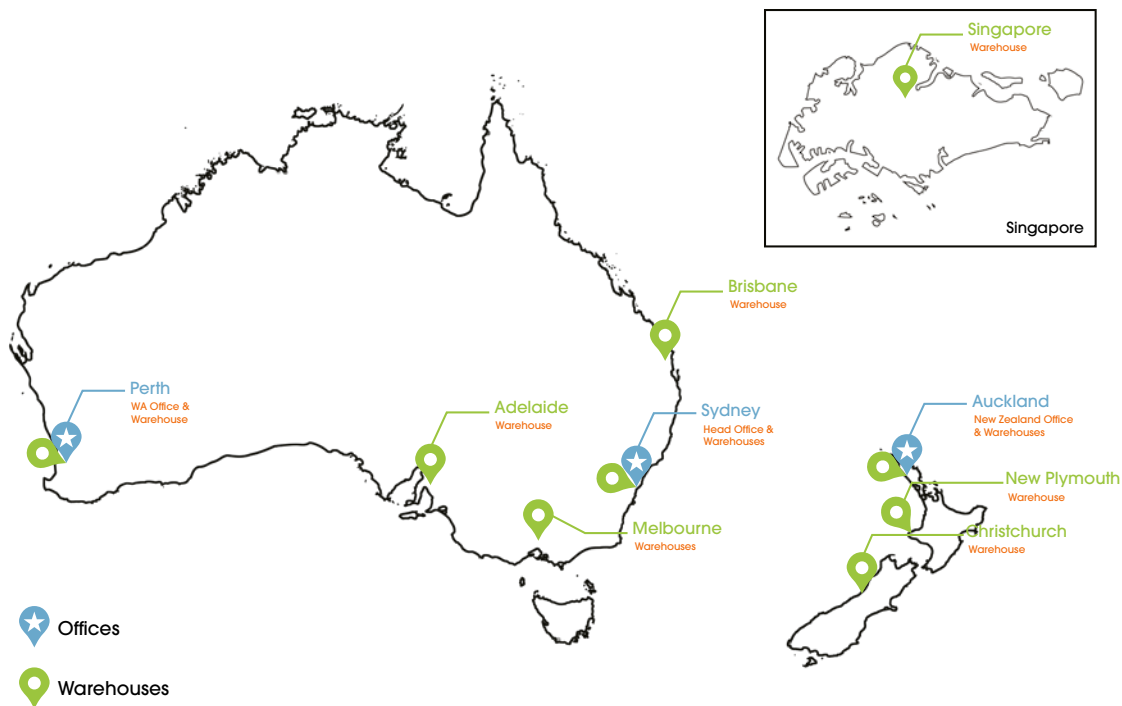 Singapore
Warehouse
Singapore
Brisbane
Warehouse
Perth
WA Office &
Warehouse
Adelaide
Warehouse
Sydney
Head Office &
Warehouses
Auckland
New Zealand Office
& Warehouses
New Plymouth
Warehouse
Melbourne
Warehouses
Christchurch
Warehouse
Offices
Warehouses